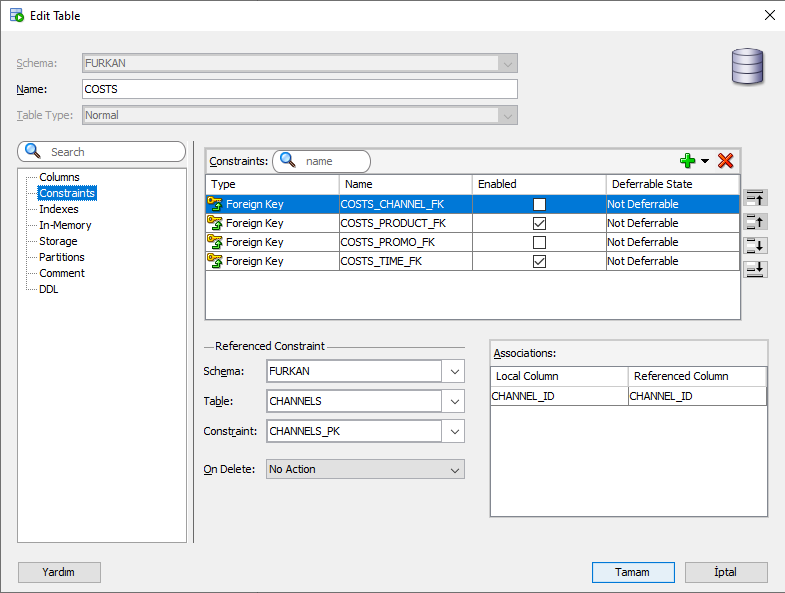 Edit Table
Schema: FURKAN
Name: COSTS
Table Type: Normal
Search
Columns
Constraints
Indexes
In-Memory
Storage
Partitions
Comment
DDL
Constraints: name
Type Name Enabled Deferrable State
Foreign Key COSTS_CHANNEL_FK Not Deferrable
Foreign Key COSTS_PRODUCT_FK Not Deferrable
Foreign Key COSTS_PROMO_FK Not Deferrable
Foreign Key COSTS_TIME_FK Not Deferrable
Referenced Constraint
Schema: FURKAN
Table: CHANNELS
Constraint: CHANNELS_PK
On Delete: No Action
Associations:
Local Column Referenced Column
CHANNEL_ID CHANNEL_ID
Yardım Tamam İptal